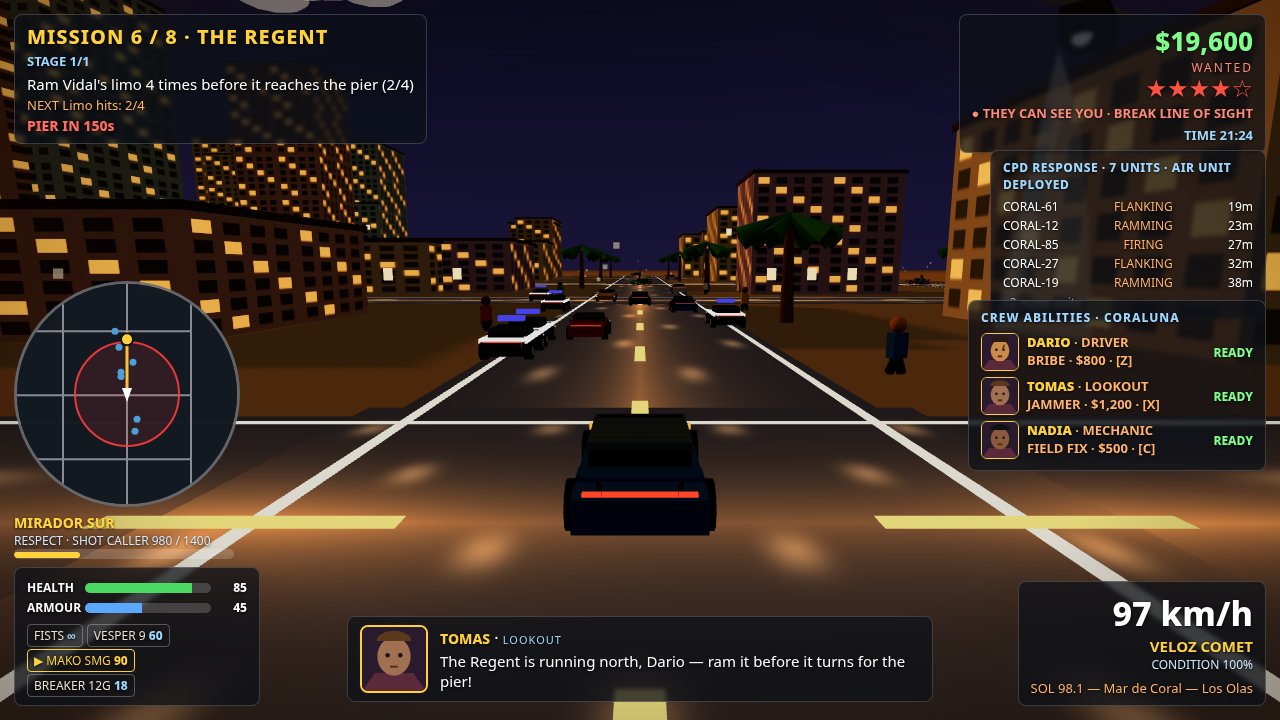 MISSION 6 / 8 · THE REGENT
STAGE 1/1
Ram Vidal's limo 4 times before it reaches the pier (2/4)
NEXT Limo hits: 2/4
PIER IN 150s
$19,600
WANTED
★★★★☆
● THEY CAN SEE YOU · BREAK LINE OF SIGHT
TIME 21:24
CPD RESPONSE · 7 UNITS · AIR UNIT
DEPLOYED
CORAL-61 FLANKING 19m
CORAL-12 RAMMING 23m
CORAL-85 FIRING 27m
CORAL-27 FLANKING 32m
CORAL-19 RAMMING 38m
CREW ABILITIES · CORALUNA
DARIO · DRIVER
BRIBE · $800 · [Z] READY
TOMAS · LOOKOUT
JAMMER · $1,200 · [X] READY
NADIA · MECHANIC
FIELD FIX · $500 · [C] READY
MIRADOR SUR
RESPECT · SHOT CALLER 980 / 1400
HEALTH 85
ARMOUR 45
FISTS ∞ VESPER 9 60
▶ MAKO SMG 90
BREAKER 12G 18
TOMAS · LOOKOUT
The Regent is running north, Dario — ram it before it turns for the
pier!
97 km/h
VELOZ COMET
CONDITION 100%
SOL 98.1 — Mar de Coral — Los Olas